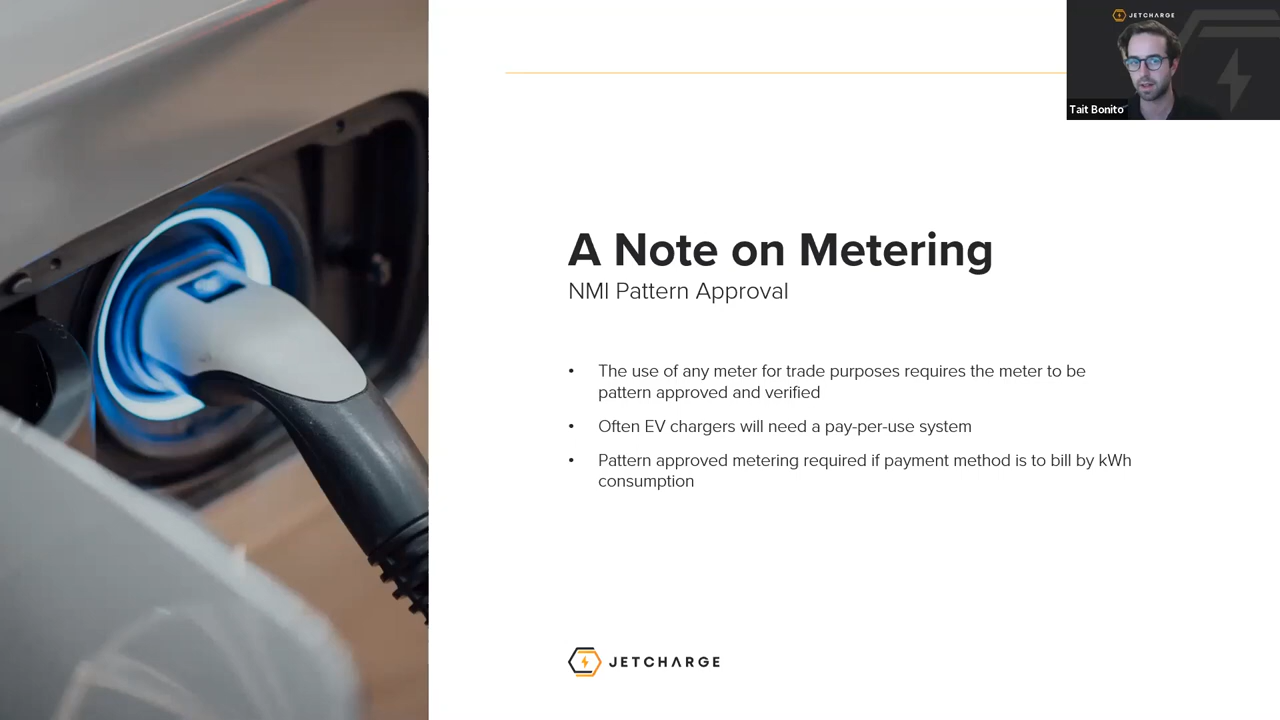 JETCHARGE
Tait Bonito
A Note on Metering
NMI Pattern Approval
• The use of any meter for trade purposes requires the meter to be
pattern approved and verified
• Often EV chargers will need a pay-per-use system
• Pattern approved metering required if payment method is to bill by kWh
consumption
JETCHARGE